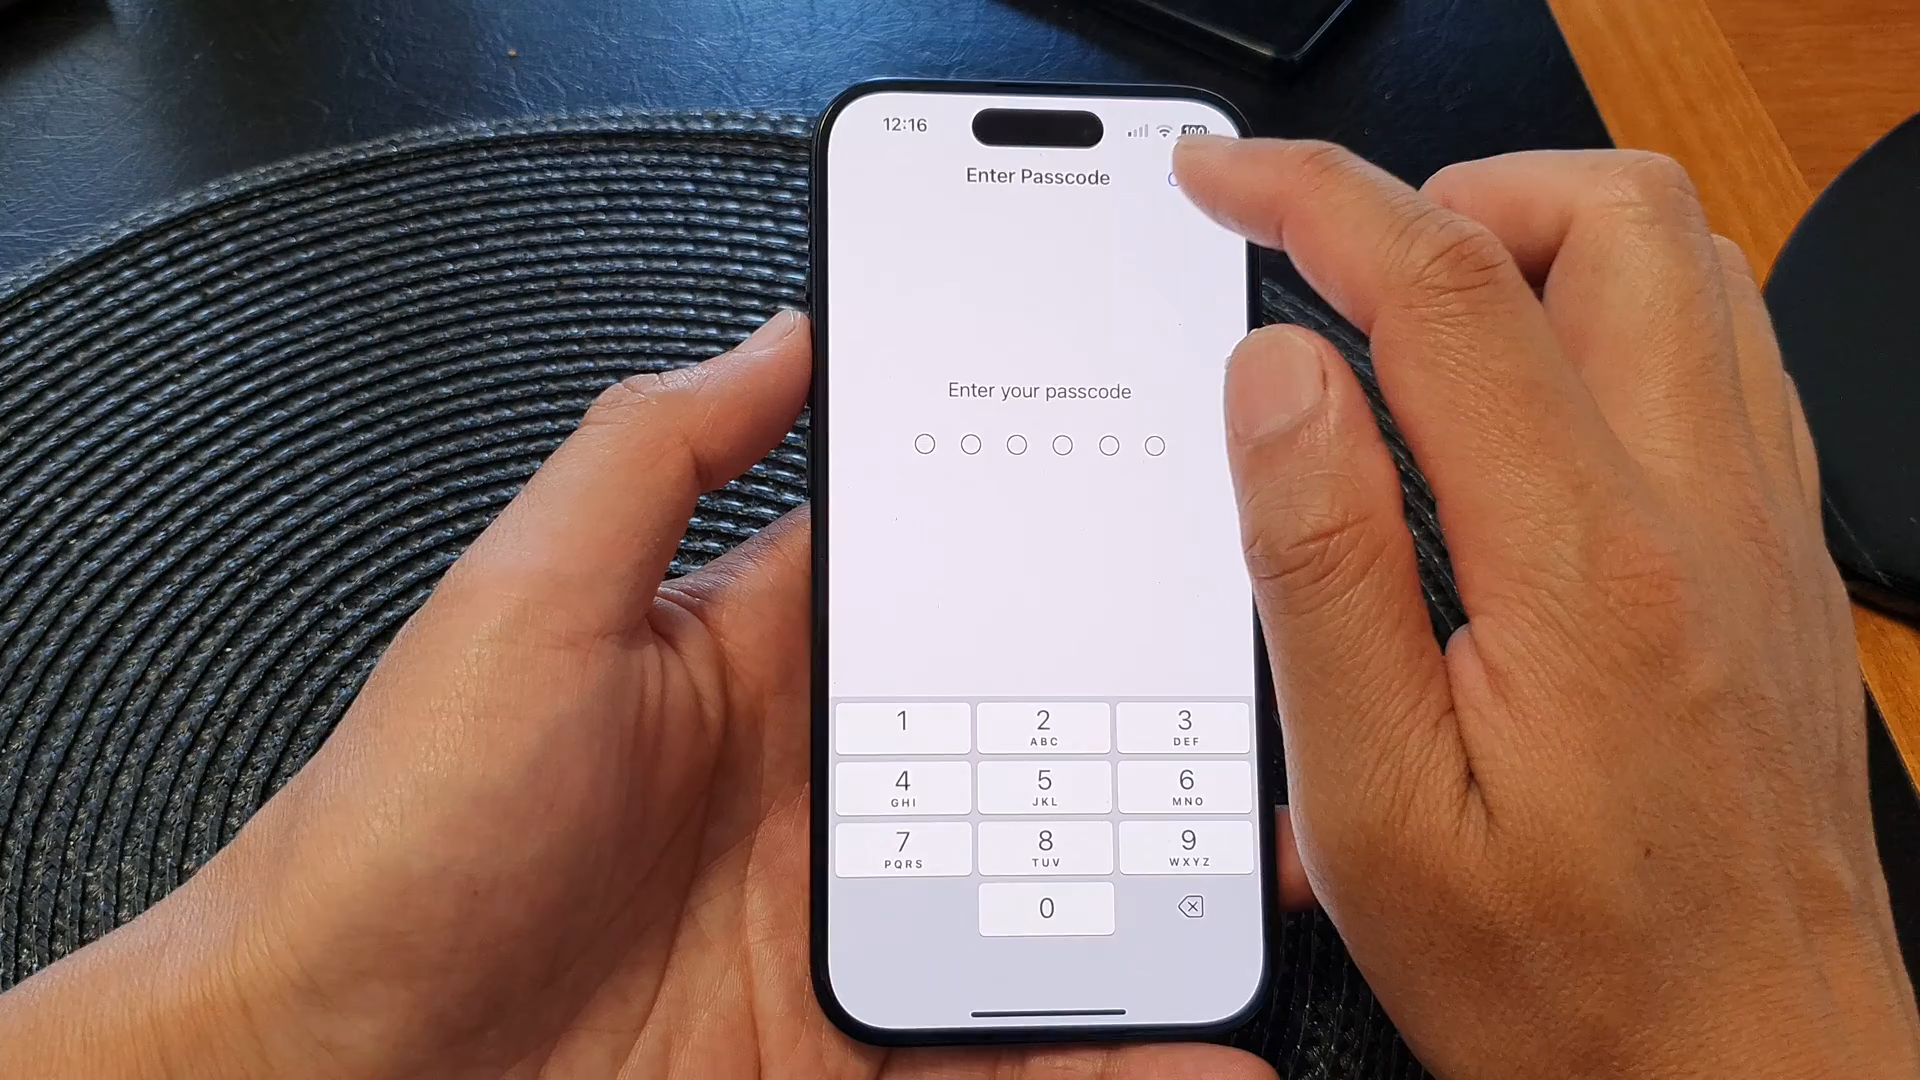 12:16
100
Enter Passcode
Enter your passcode
1
2
ABC
3
DEF
4
GHI
5
JKL
6
MNO
7
PQRS
8
TUV
9
WXYZ
0